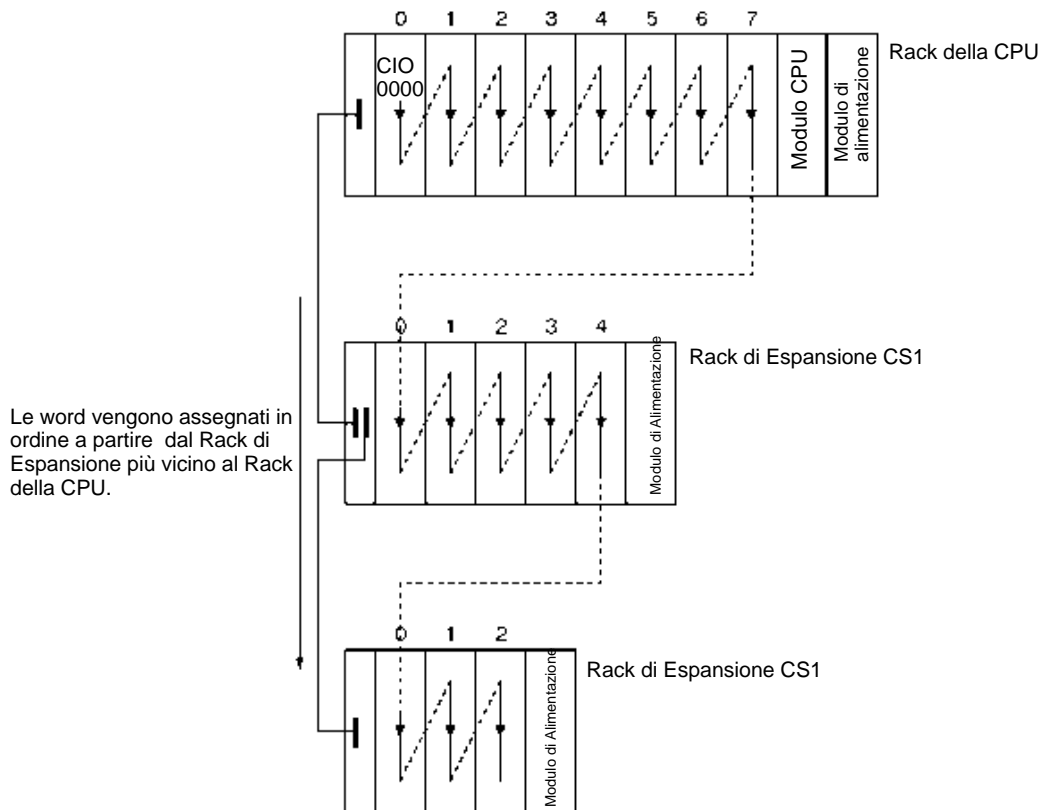 0 1 2 3 4 5 6 7
Rack della CPU
CIO
0000
Modulo CPU
Modulo di
alimentazione
0 1 2 3 4
Modulo di Alimentazione
Rack di Espansione CS1
Le word vengono assegnati in
ordine a partire dal Rack di
Espansione più vicino al Rack
della CPU.
0 1 2
Modulo di Alimentazione
Rack di Espansione CS1